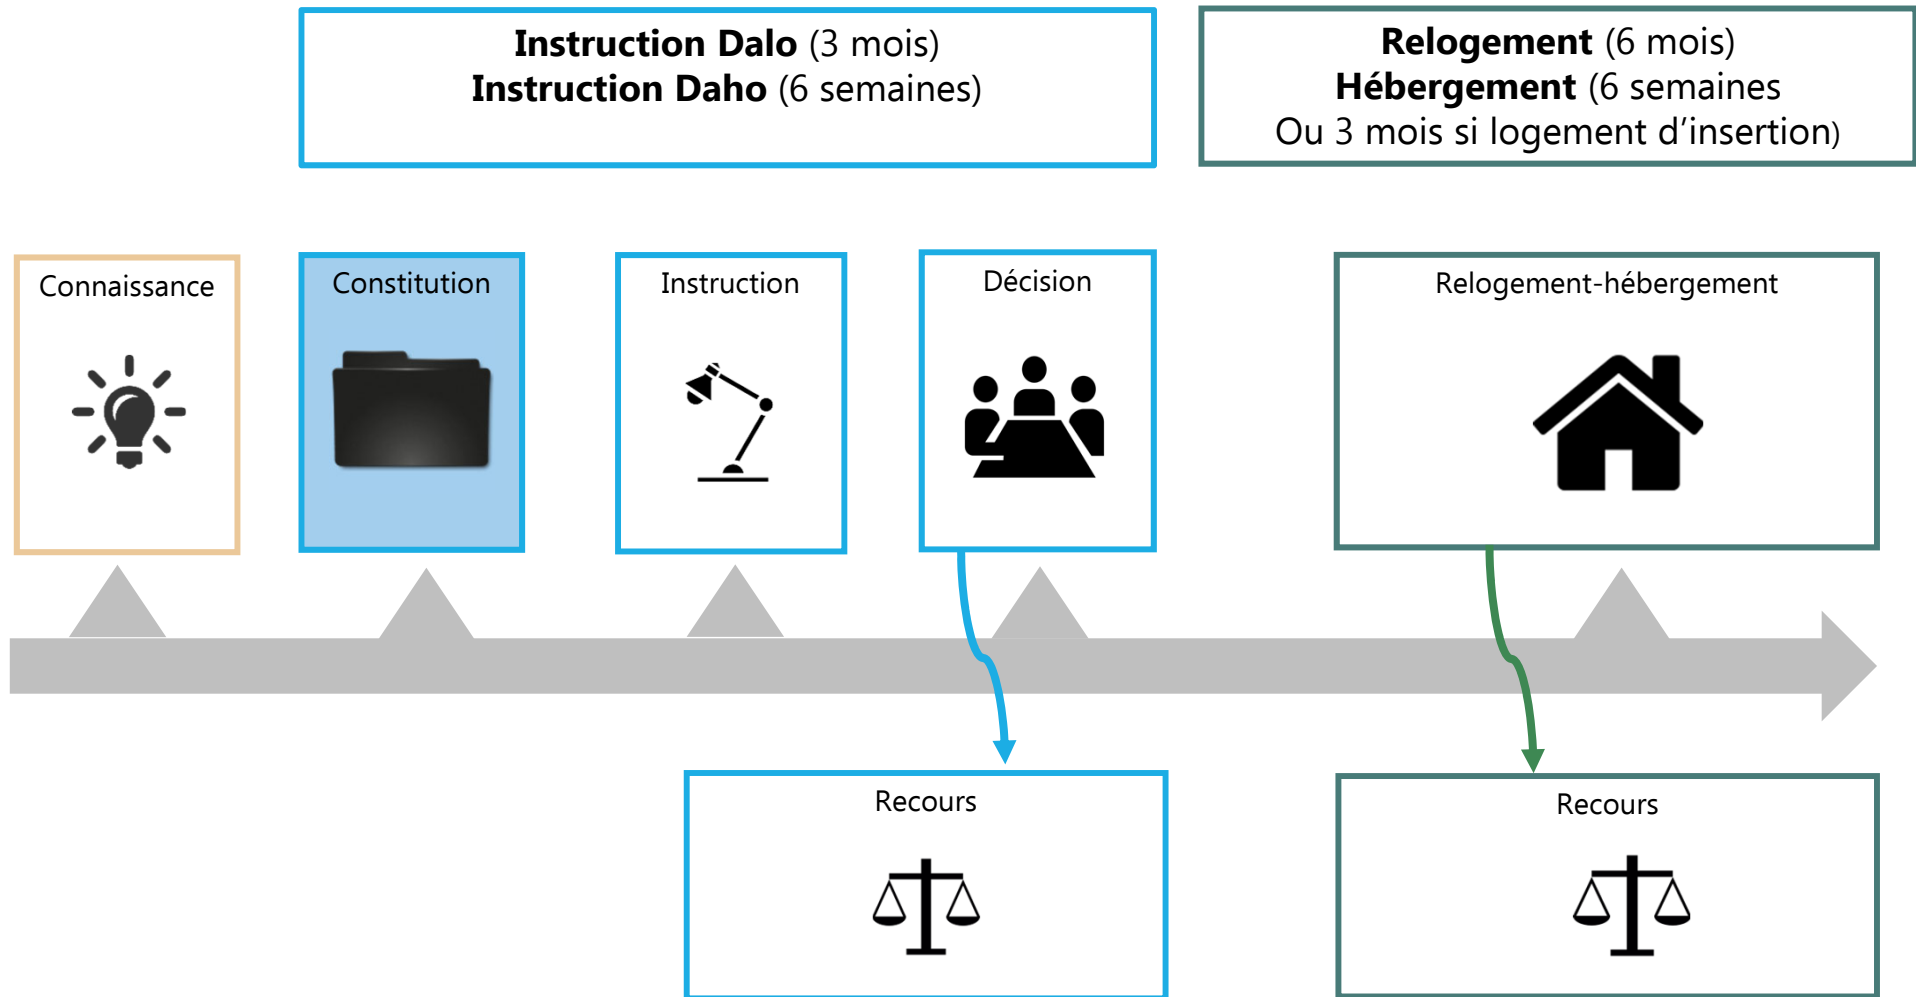 Instruction Dalo (3 mois)
Instruction Daho (6 semaines)
Relogement (6 mois)
Hébergement (6 semaines
Ou 3 mois si logement d’insertion)
Connaissance
Constitution
Instruction
Décision
Relogement-hébergement
Recours
Recours